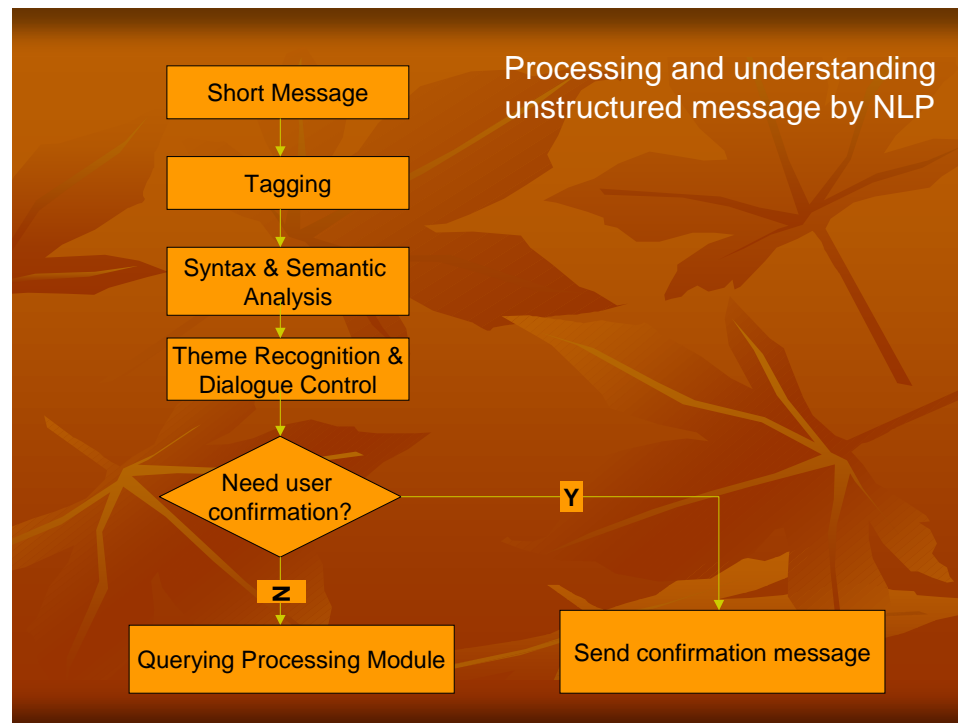 Processing and understanding
unstructured message by NLP
Short Message
Tagging
Syntax & Semantic
Analysis
Theme Recognition &
Dialogue Control
Need user
confirmation?
Y
N
Querying Processing Module
Send confirmation message